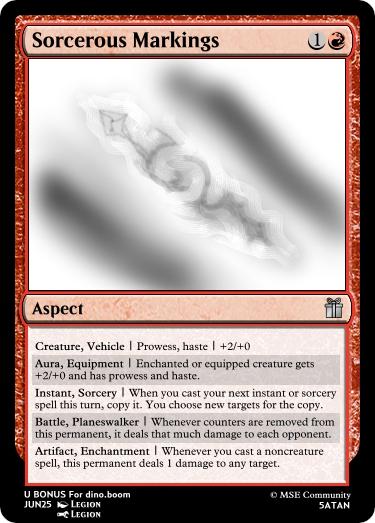 Sorcerous Markings 1
Aspect
Creature, Vehicle | Prowess, haste | +2/+0
Aura, Equipment | Enchanted or equipped creature gets
+2/+0 and has prowess and haste.
Instant, Sorcery | When you cast your next instant or sorcery
spell this turn, copy it. You choose new targets for the copy.
Battle, Planeswalker | Whenever counters are removed from
this permanent, it deals that much damage to each opponent.
Artifact, Enchantment | Whenever you cast a noncreature
spell, this permanent deals 1 damage to any target.
U BONUS For dino.boom © MSE Community
JUN25 Legion 5ATAN
Legion